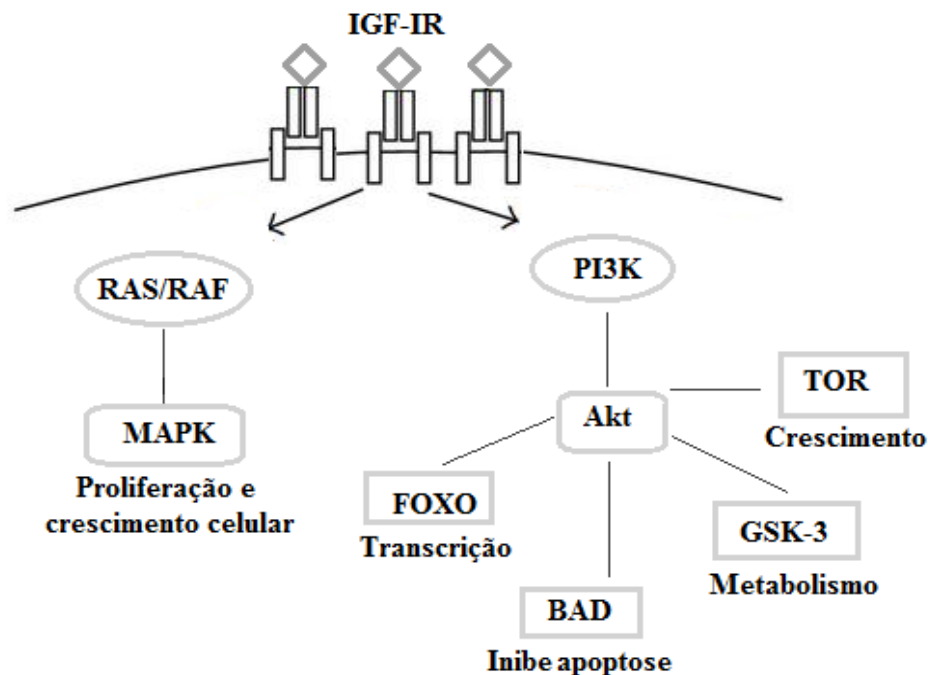 IGF-IR
RAS/RAF
MAPK
Proliferação e
crescimento celular
PI3K
Akt
TOR
Crescimento
FOXO
Transcrição
GSK-3
Metabolismo
BAD
Inibe apoptose